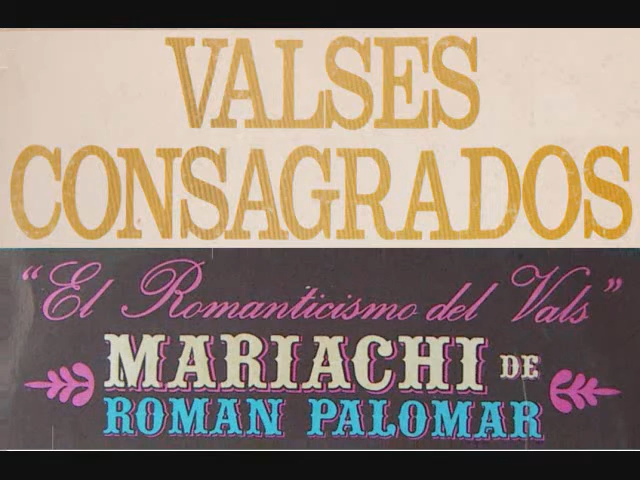 VALSES
CONSAGRADOS
"El Romanticismo del Vals"
MARIACHI DE
ROMAN PALOMAR